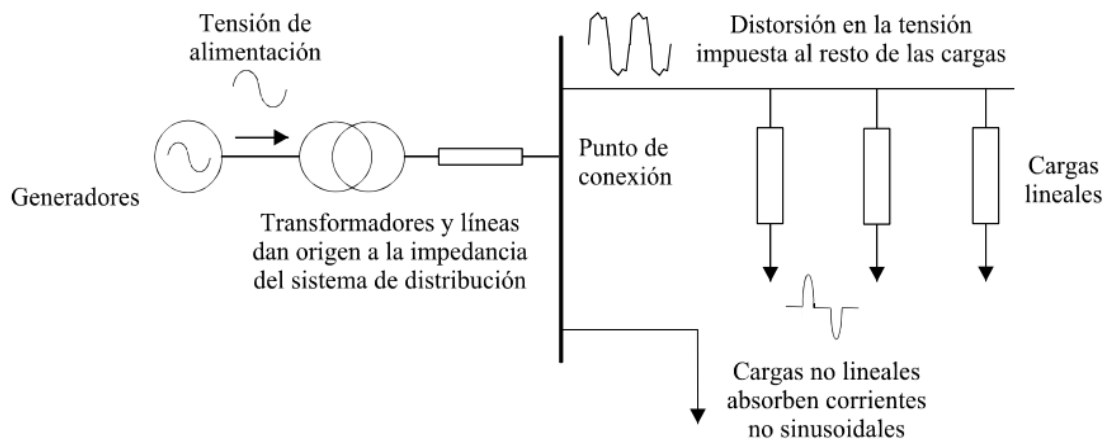 Tensión de
alimentación
Distorsión en la tensión
impuesta al resto de las cargas
Generadores
Transformadores y líneas
dan origen a la impedancia
del sistema de distribución
Punto de
conexión
Cargas
lineales
Cargas no lineales
absorben corrientes
no sinusoidales